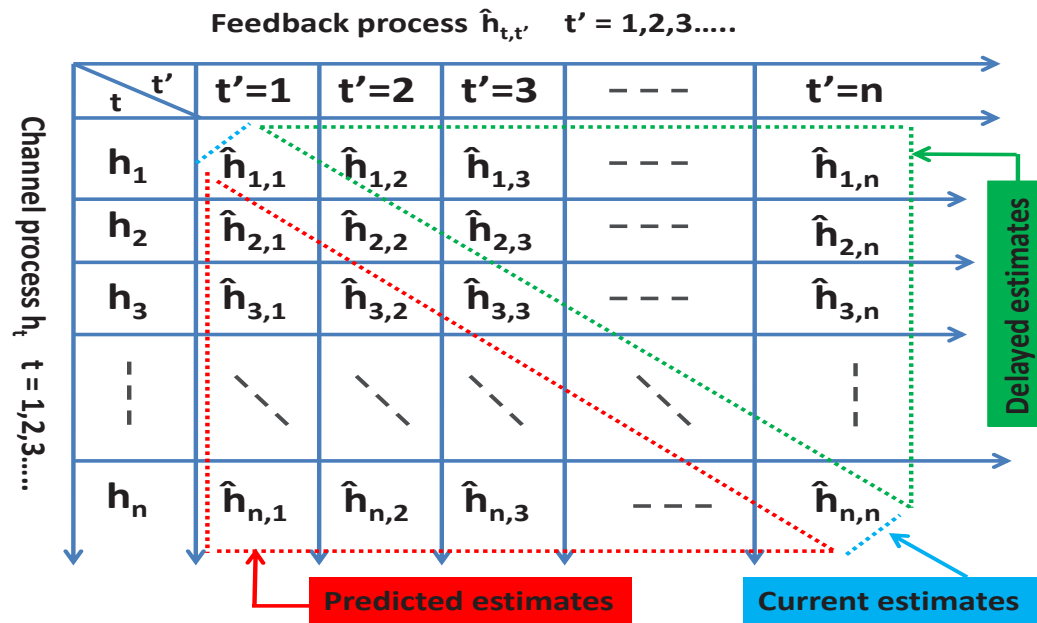 Feedback process ĥt,t' t' = 1,2,3.....
t' t t'=1 t'=2 t'=3 t'=n
h1 ĥ1,1 ĥ1,2 ĥ1,3 ĥ1,n
h2 ĥ2,1 ĥ2,2 ĥ2,3 ĥ2,n
h3 ĥ3,1 ĥ3,2 ĥ3,3 ĥ3,n
hn ĥn,1 ĥn,2 ĥn,3 ĥn,n
Channel process ht t = 1,2,3.....
Delayed estimates
Predicted estimates
Current estimates